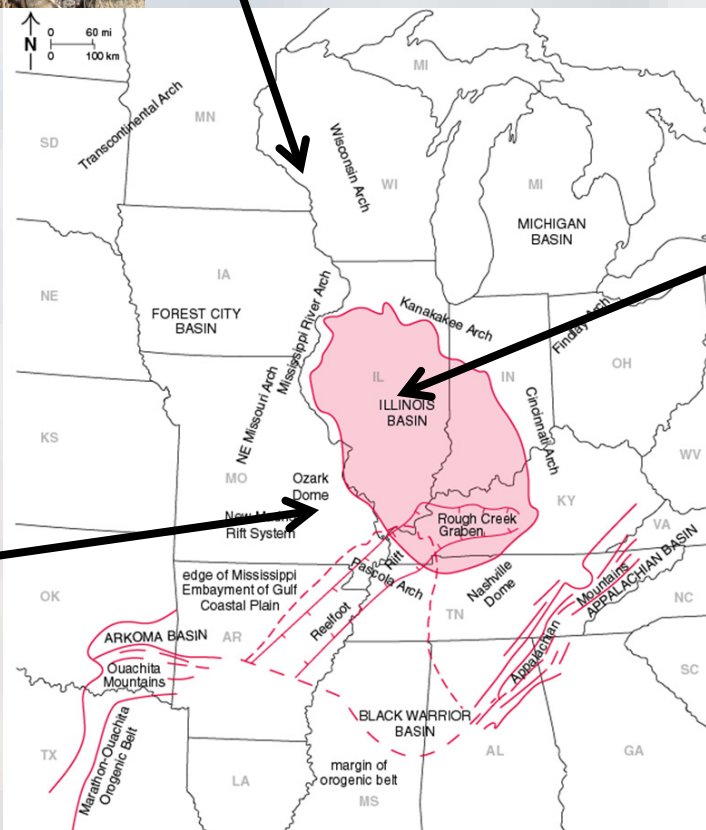 N
0 60 mi
0 100 km
MI
MN
SD
Transcontinental Arch
Wisconsin Arch
WI
MI
MICHIGAN
BASIN
IA
NE
FOREST CITY
BASIN
Mississippi River Arch
Kanakakee Arch
Findlay Arch
OH
IL
IN
ILLINOIS
BASIN
NE Missouri Arch
Cincinnati Arch
KS
WV
MO
Ozark
Dome
KY
New Madrid
Rift System
Rough Creek
Graben
VA
Rift
Pascola Arch
edge of Mississippi
Embayment of Gulf
Coastal Plain
Nashville
Dome
Mountains
APPALACHIAN BASIN
OK
NC
TN
Reelfoot
ARKOMA BASIN
AR
Appalachian
Ouachita
Mountains
SC
BLACK WARRIOR
BASIN
TX
Marathon-Ouachita
Orogenic Belt
AL
GA
margin of
orogenic belt
LA
MS